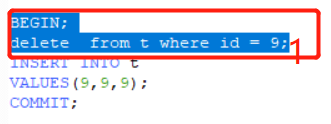 BEGIN;
delete  from t where id = 9;
1
INSERT INTO t
VALUES(9,9,9);
COMMIT;